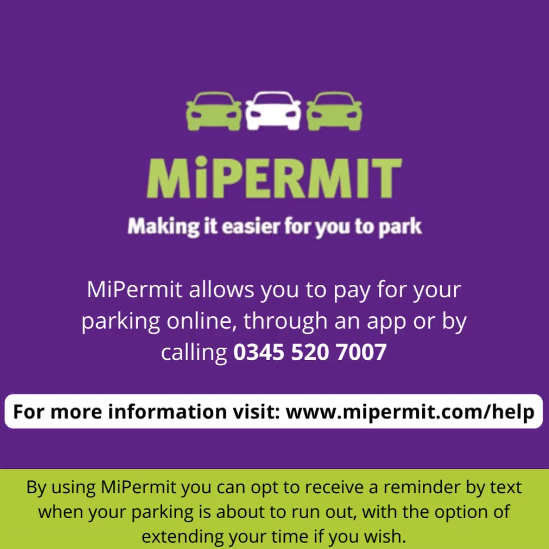 MiPERMIT
Making it easier for you to park
MiPermit allows you to pay for your
parking online, through an app or by
calling 0345 520 7007
For more information visit: www.mipermit.com/help
By using MiPermit you can opt to receive a reminder by text
when your parking is about to run out, with the option of
extending your time if you wish.